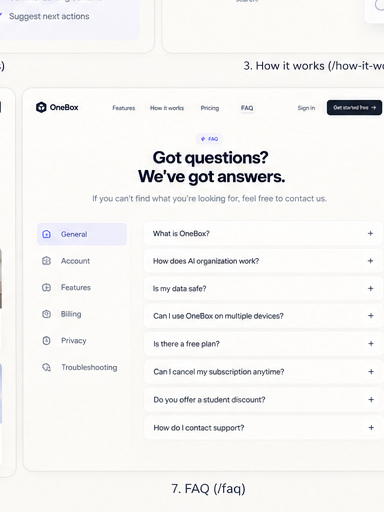 Suggest next actions
3. How it works
OneBox
Features
How it works
Pricing
FAQ
Sign in
Get started free →
FAQ
Got questions?
We've got answers.
If you can't find what you're looking for, feel free to contact us.
General
Account
Features
Billing
Privacy
Troubleshooting
What is OneBox? +
How does AI organization work? +
Is my data safe? +
Can I use OneBox on multiple devices? +
Is there a free plan? +
Can I cancel my subscription anytime? +
Do you offer a student discount? +
How do I contact support? +
7. FAQ (/faq)